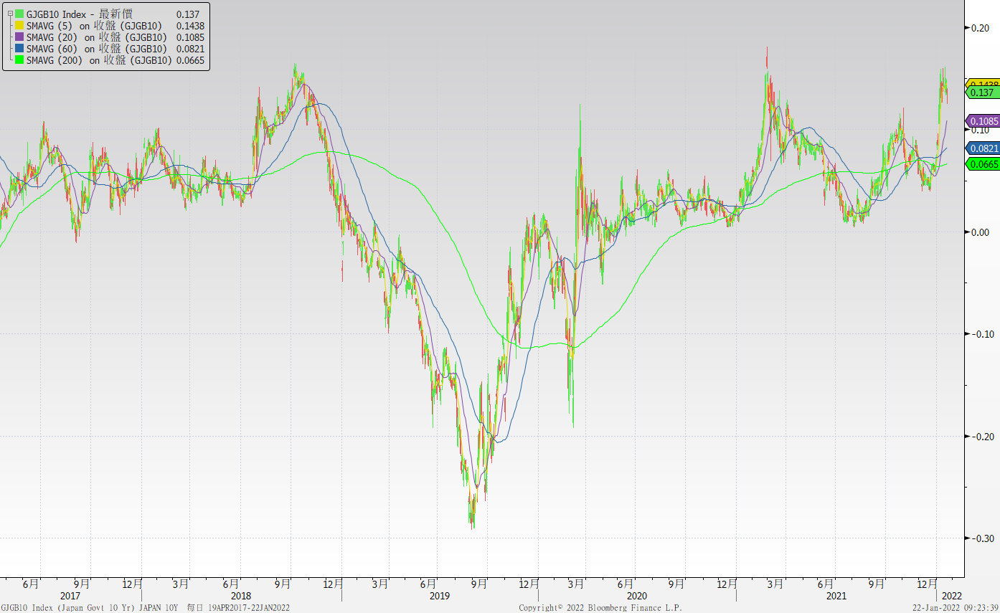 GJGB10 Index - 最新價 0.137
SMAVG (5) on 收盤 (GJGB10) 0.1438
SMAVG (20) on 收盤 (GJGB10) 0.1085
SMAVG (60) on 收盤 (GJGB10) 0.0821
SMAVG (200) on 收盤 (GJGB10) 0.0665
0.20
0.1438
0.137
0.1085
0.10
0.0821
0.0665
0.00
-0.10
-0.20
-0.30
6月 9月 12月 3月 6月 9月 12月 3月 6月 9月 12月 3月 6月 9月 12月 3月 6月 9月 12月
2017 2018 2019 2020 2021 2022
GJGB10 Index (Japan Govt 10 Yr) JAPAN 10Y 每日 19APR2017-22JAN2022 Copyright© 2022 Bloomberg Finance L.P. 22-Jan-2022 09:23:39